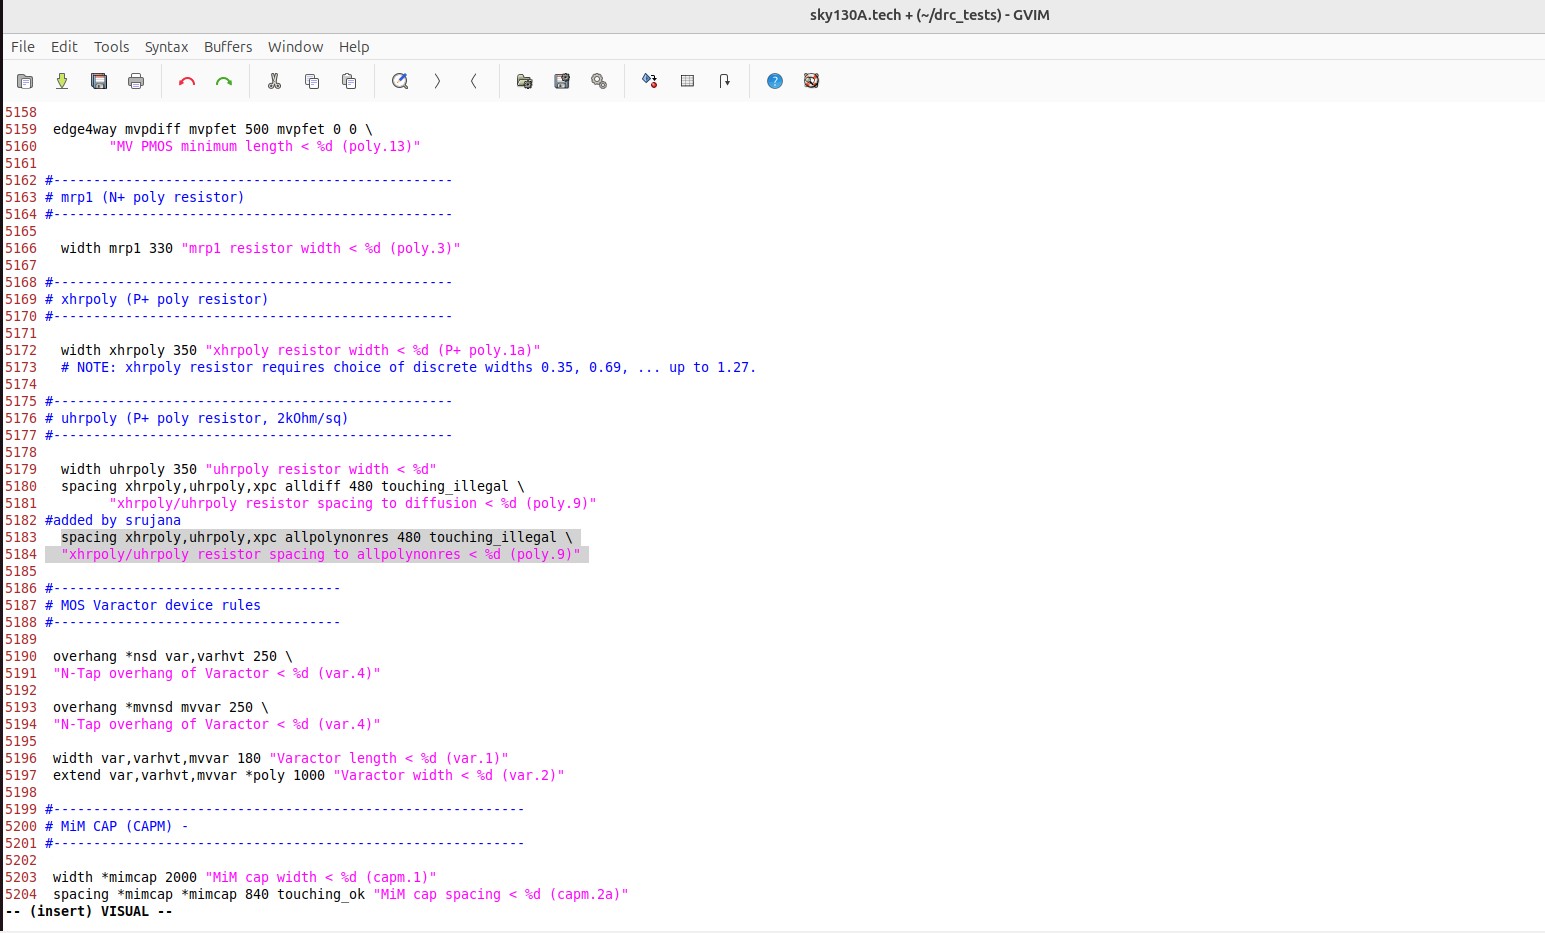 sky130A.tech + (~/drc_tests) - GVIM
File Edit Tools Syntax Buffers Window Help
5158
5159 edge4way mvpdiff mvpfet 500 mvpfet 0 0 \
5160 "MV PMOS minimum length < %d (poly.13)"
5161
5162 #--------------------------------------------------
5163 # mrp1 (N+ poly resistor)
5164 #--------------------------------------------------
5165
5166 width mrp1 330 "mrp1 resistor width < %d (poly.3)"
5167
5168 #--------------------------------------------------
5169 # xhrpoly (P+ poly resistor)
5170 #--------------------------------------------------
5171
5172 width xhrpoly 350 "xhrpoly resistor width < %d (P+ poly.1a)"
5173 # NOTE: xhrpoly resistor requires choice of discrete widths 0.35, 0.69, ... up to 1.27.
5174
5175 #--------------------------------------------------
5176 # uhrpoly (P+ poly resistor, 2kOhm/sq)
5177 #--------------------------------------------------
5178
5179 width uhrpoly 350 "uhrpoly resistor width < %d"
5180 spacing xhrpoly,uhrpoly,xpc alldiff 480 touching_illegal \
5181 "xhrpoly/uhrpoly resistor spacing to diffusion < %d (poly.9)"
5182 #added by srujana
5183 spacing xhrpoly,uhrpoly,xpc allpolynonres 480 touching_illegal \
5184 "xhrpoly/uhrpoly resistor spacing to allpolynonres < %d (poly.9)"
5185
5186 #------------------------------------
5187 # MOS Varactor device rules
5188 #------------------------------------
5189
5190 overhang *nsd var,varhvt 250 \
5191 "N-Tap overhang of Varactor < %d (var.4)"
5192
5193 overhang *mvnsd mvvar 250 \
5194 "N-Tap overhang of Varactor < %d (var.4)"
5195
5196 width var,varhvt,mvvar 180 "Varactor length < %d (var.1)"
5197 extend var,varhvt,mvvar *poly 1000 "Varactor width < %d (var.2)"
5198
5199 #-----------------------------------------------------------
5200 # MiM CAP (CAPM) -
5201 #-----------------------------------------------------------
5202
5203 width *mimcap 2000 "MiM cap width < %d (capm.1)"
5204 spacing *mimcap *mimcap 840 touching_ok "MiM cap spacing < %d (capm.2a)"
-- (insert) VISUAL --